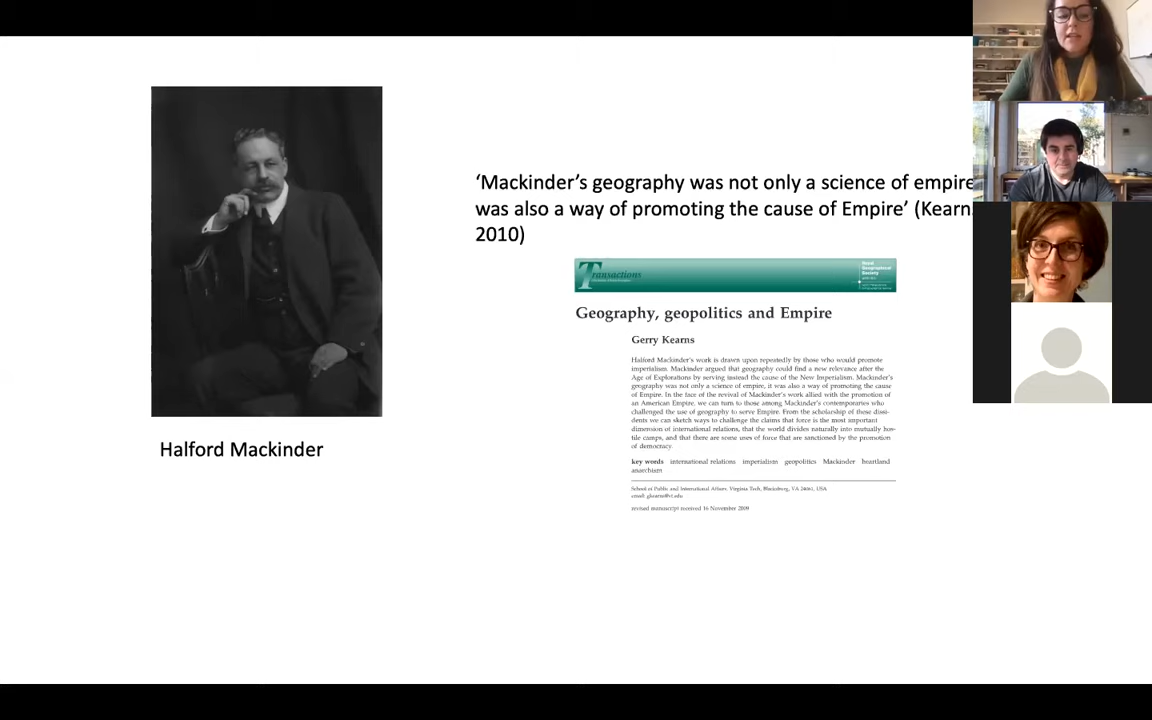 ‘Mackinder’s geography was not only a science of empire
was also a way of promoting the cause of Empire’ (Kearn
2010)
Transactions
Royal
Geographical
Society
Geography, geopolitics and Empire
Gerry Kearns
Halford Mackinder's work is drawn upon repeatedly by those who would promote
imperialism. Mackinder argued that geography could find a new relevance after the
Age of Explorations by serving instead the cause of the New Imperialism. Mackinder's
geography was not only a science of empire, it was also a way of promoting the cause
of Empire. In the face of the revival of Mackinder's work allied with the promotion of
an American Empire, we can turn to those among Mackinder's contemporaries who
challenged the use of geography to serve Empire. From the scholarship of these dissi-
dents we can sketch ways to challenge the claims that force is the most important
dimension of international relations, that the world divides naturally into mutually hos-
tile camps, and that there are some uses of force that are sanctioned by the promotion
of democracy.
key words international relations imperialism geopolitics Mackinder heartland
anarchism
School of Public and International Affairs, Virginia Tech, Blacksburg, VA 24061, USA
email: gkearns@vt.edu
revised manuscript received 16 November 2009
Halford Mackinder